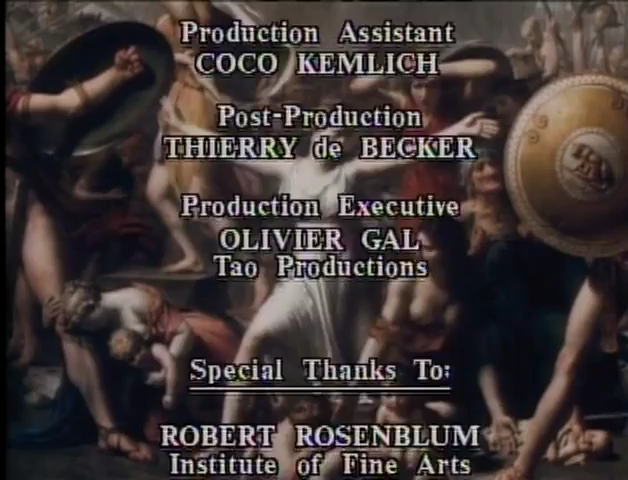 Production Assistant
COCO KEMLICH
Post-Production
THIERRY de BECKER
Production Executive
OLIVIER GAL
Tao Productions
Special Thanks To:
ROBERT ROSENBLUM
Institute of Fine Arts